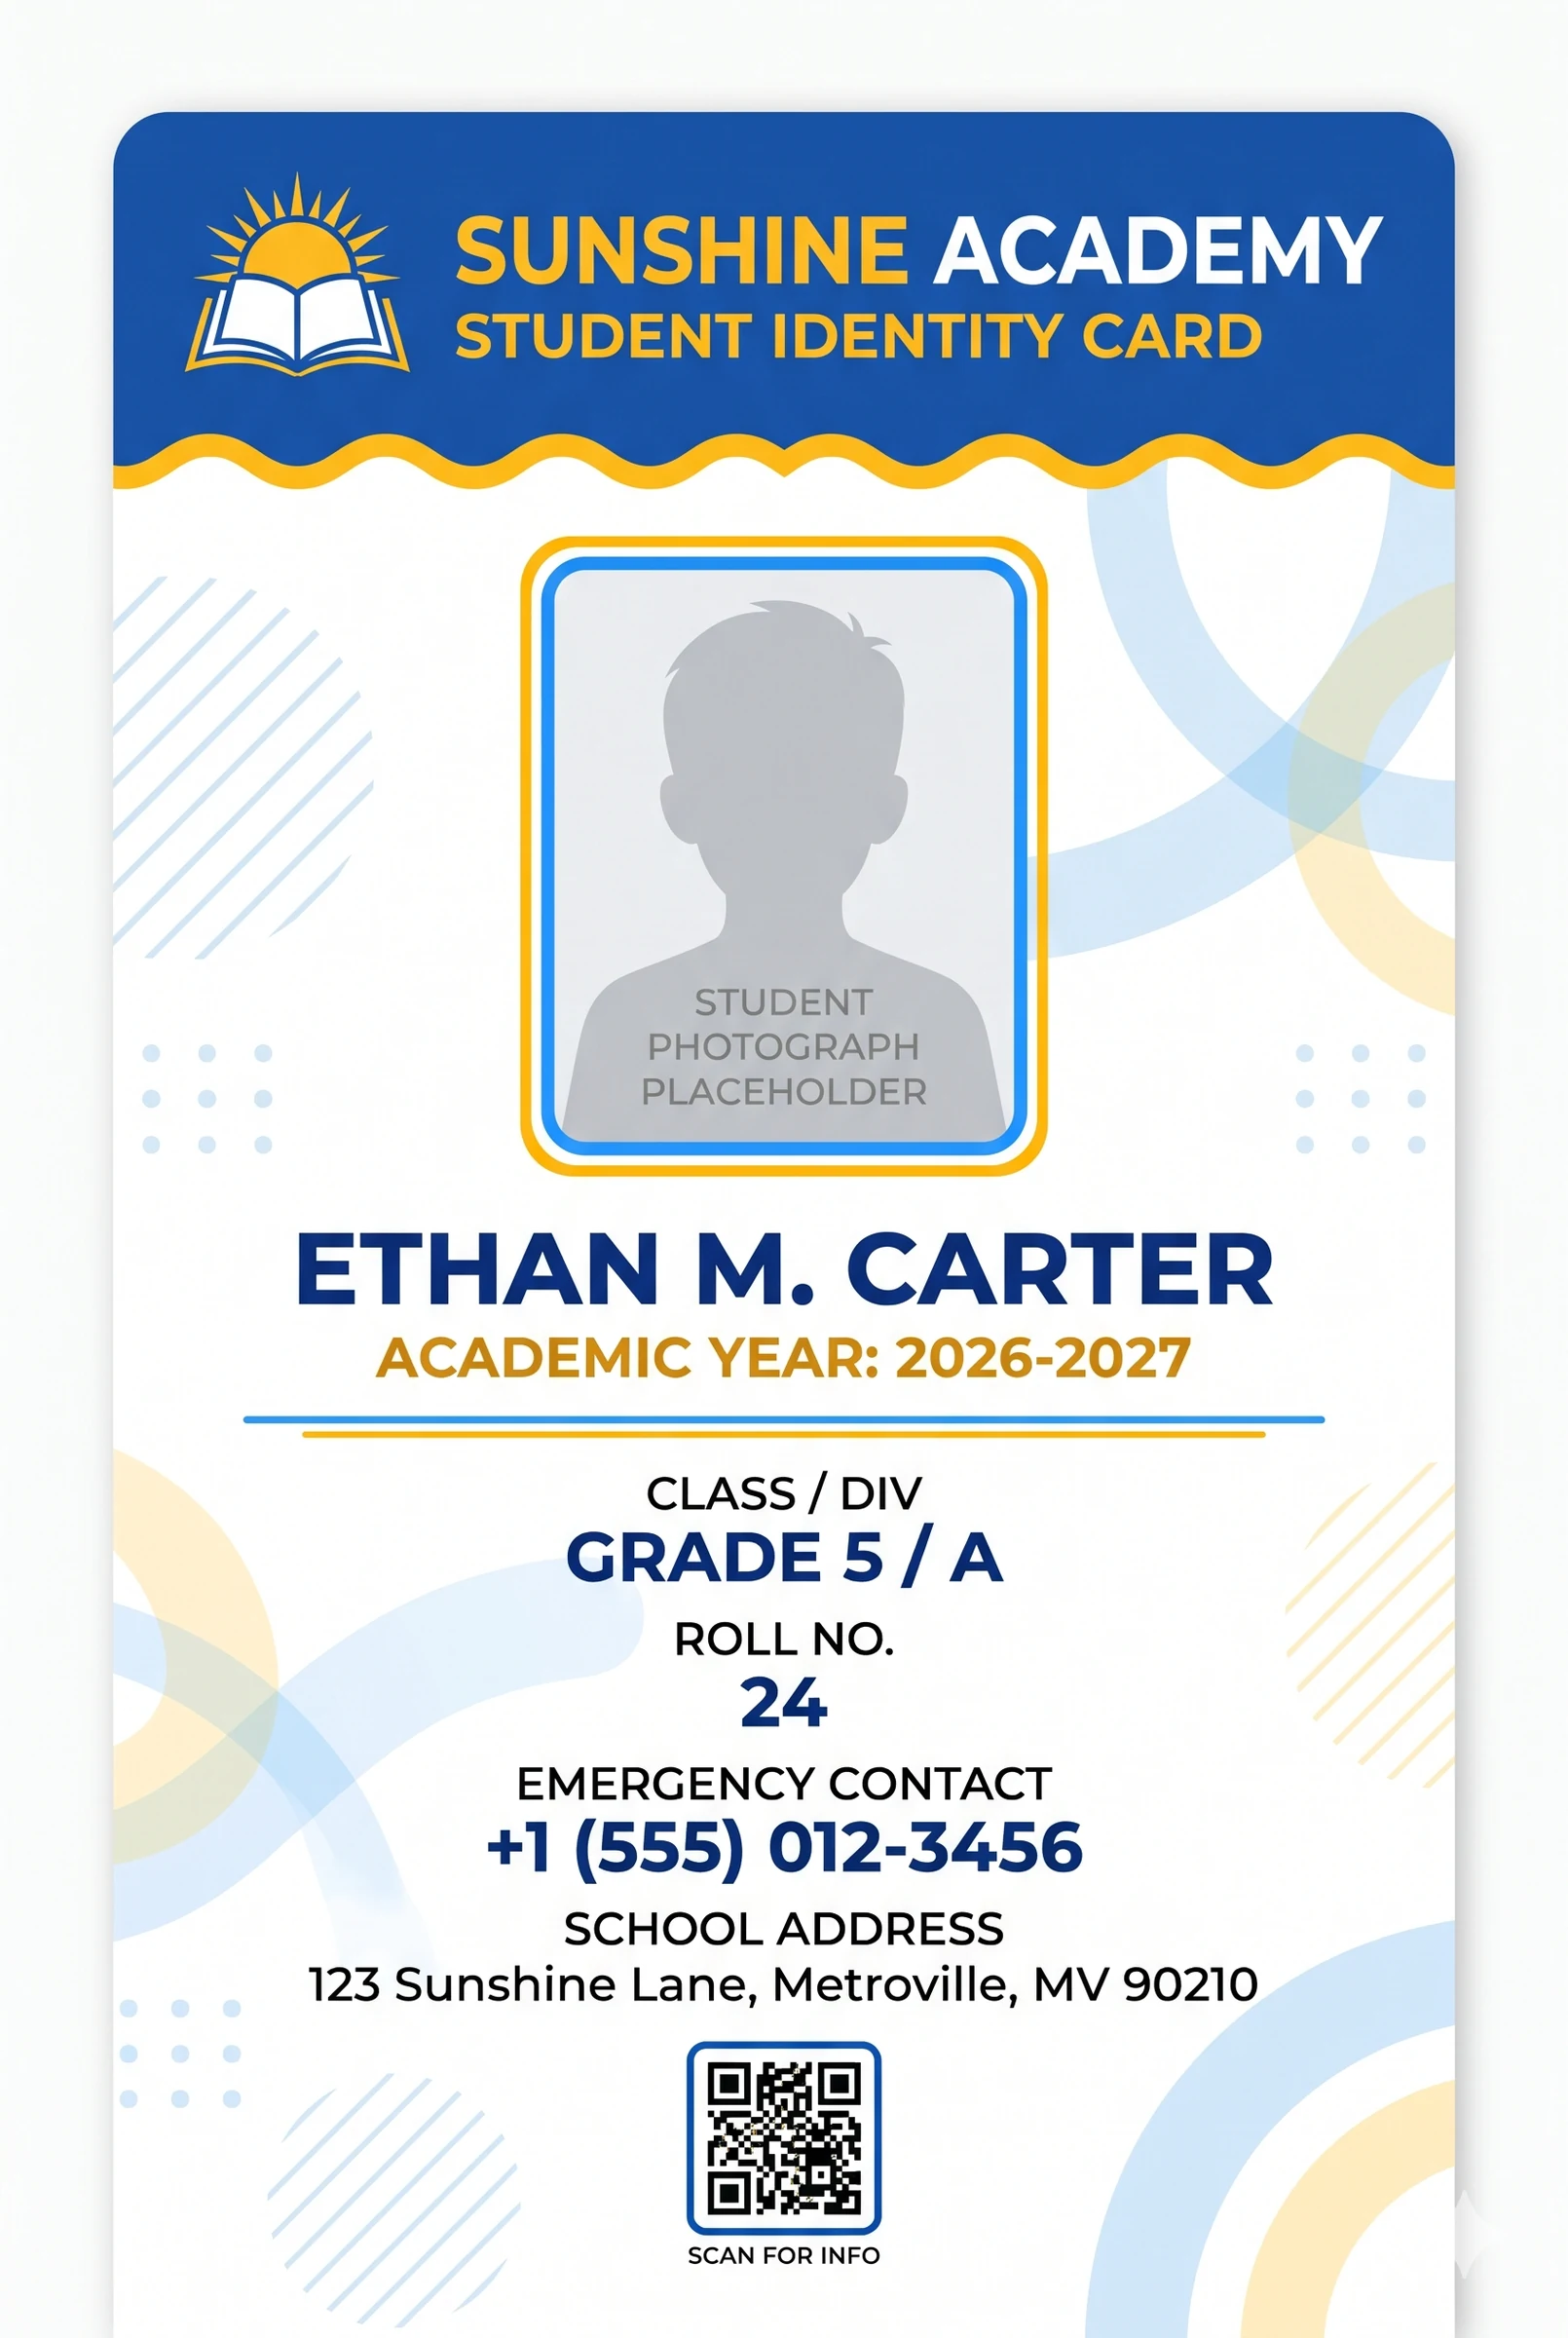 SUNSHINE ACADEMY
STUDENT IDENTITY CARD
STUDENT
PHOTOGRAPH
PLACEHOLDER
ETHAN M. CARTER
ACADEMIC YEAR: 2026-2027
CLASS / DIV
GRADE 5 / A
ROLL NO.
24
EMERGENCY CONTACT
+1 (555) 012-3456
SCHOOL ADDRESS
123 Sunshine Lane, Metroville, MV 90210
SCAN FOR INFO